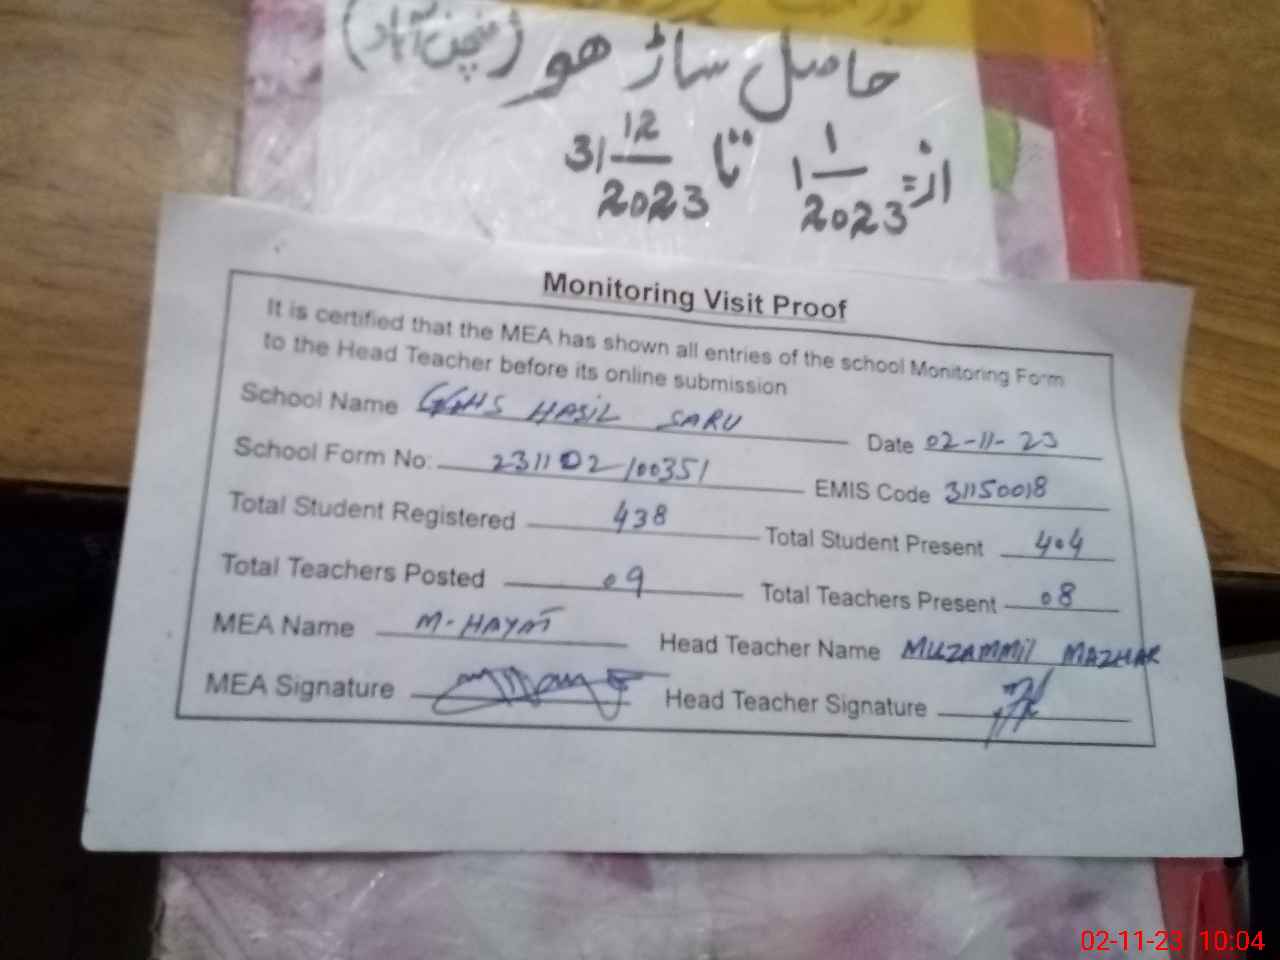 حاصل ساڑھو (منچن آباد)
از = 1/1/2023 تا 31/12/2023
Monitoring Visit Proof
It is certified that the MEA has shown all entries of the school Monitoring Form
to the Head Teacher before its online submission
School Name GGHS HASIL SARU Date 02-11-23
School Form No: 231102100351 EMIS Code 31150018
Total Student Registered 438 Total Student Present 404
Total Teachers Posted 09 Total Teachers Present 08
MEA Name M. HAYAT Head Teacher Name MUZAMMIL MAZHAR
MEA Signature Head Teacher Signature
02-11-23 10:04